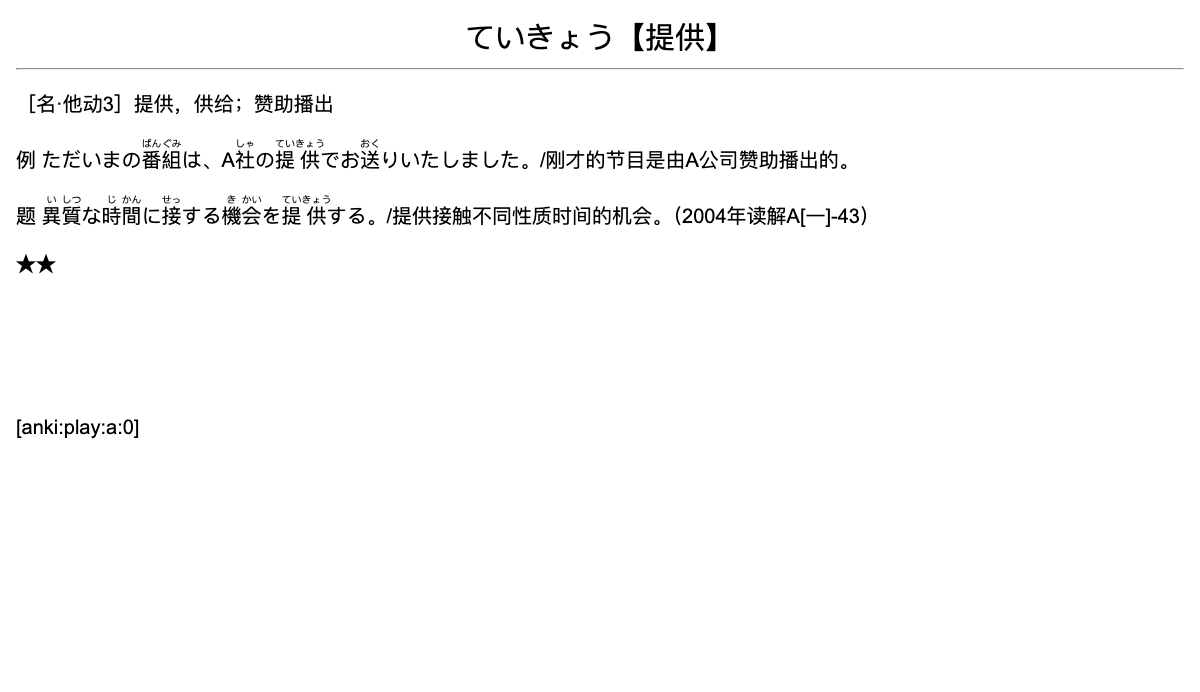 ていきょう【提供】
［名·他动3］提供，供给；赞助播出
ばんぐみ しゃ ていきょう おく
例 ただいまの番組は、A社の提供でお送りいたしました。/刚才的节目是由A公司赞助播出的。
い しつ じ かん せっ き かい ていきょう
题 異質な時間に接する機会を提供する。/提供接触不同性质时间的机会。（2004年读解A[一]-43）
★★
[anki:play:a:0]